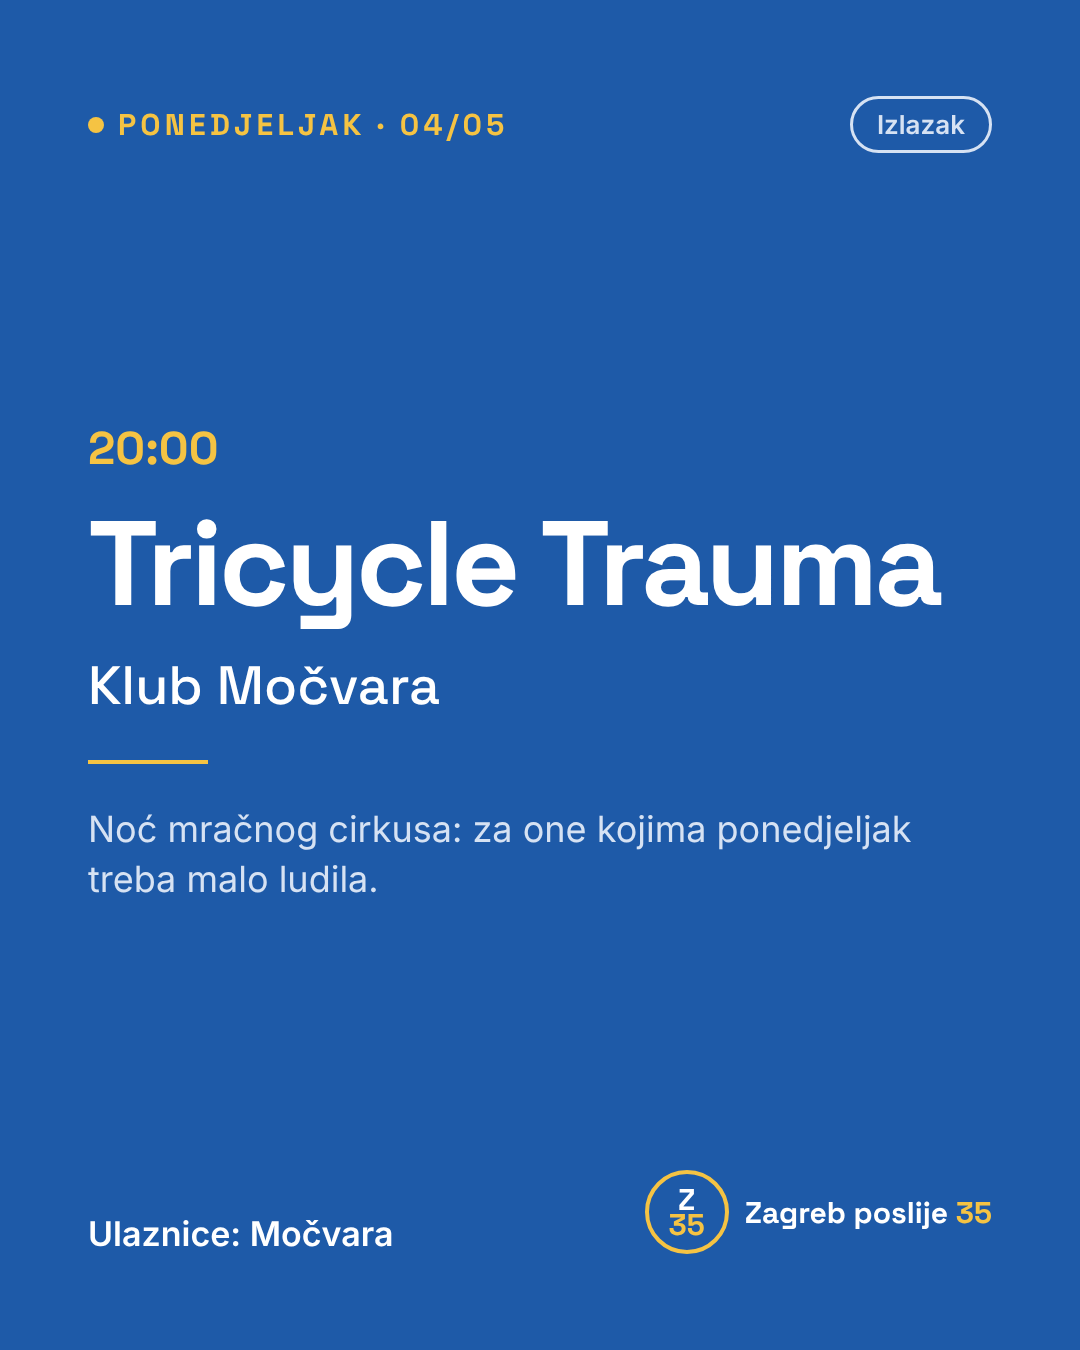 PONEDJELJAK · 04/05
Izlazak
20:00
Tricycle Trauma
Klub Močvara
Noć mračnog cirkusa: za one kojima ponedjeljak
treba malo ludila.
Ulaznice: Močvara
Z
35
Zagreb poslije 35